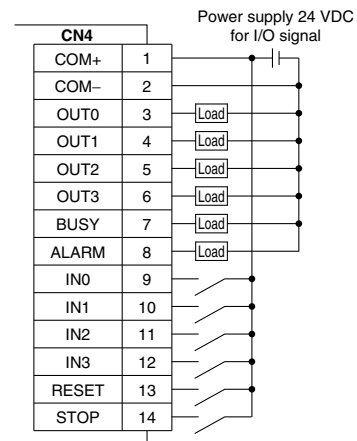 Power supply 24 VDC
for I/O signal
CN4
COM+ 1
COM− 2
OUT0 3 Load
OUT1 4 Load
OUT2 5 Load
OUT3 6 Load
BUSY 7 Load
ALARM 8 Load
IN0 9
IN1 10
IN2 11
IN3 12
RESET 13
STOP 14